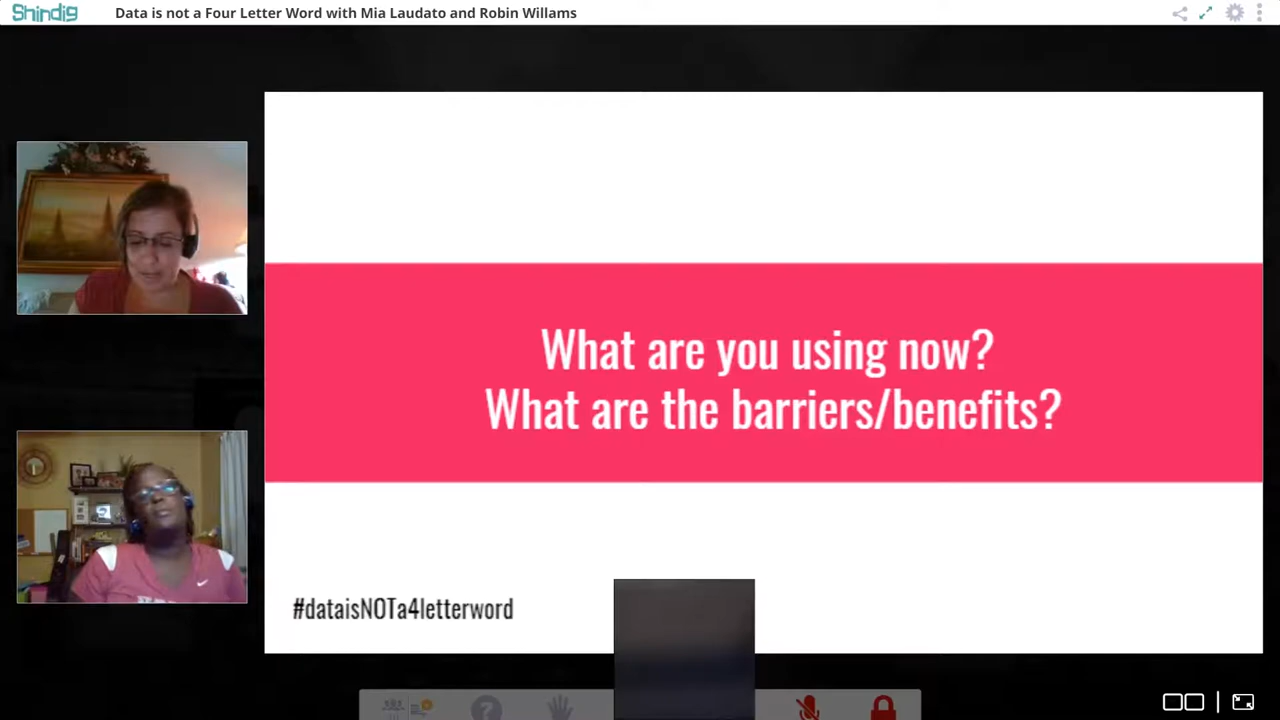 Shindig
Data is not a Four Letter Word with Mia Laudato and Robin Willams
What are you using now?
What are the barriers/benefits?
#dataisNOTa4letterword